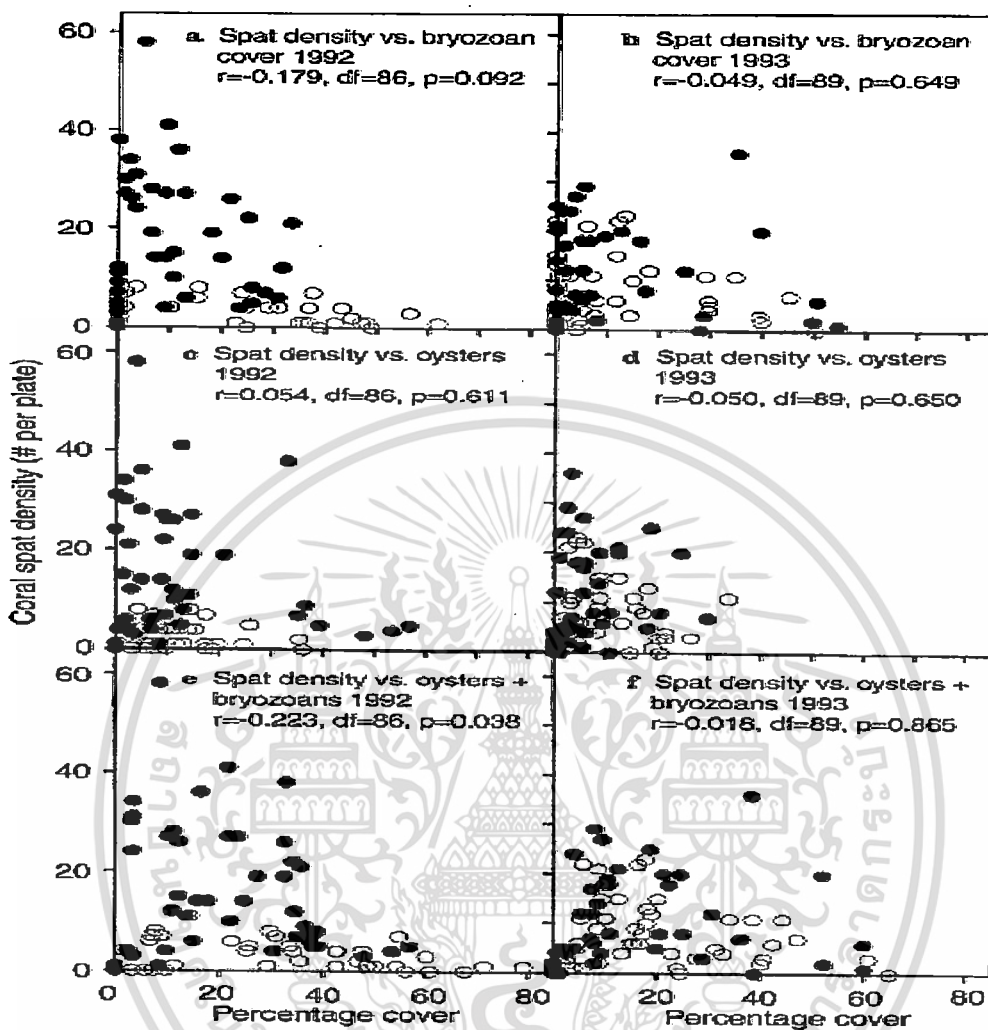 a Spat density vs. bryozoan
cover 1992
r=-0.179, df=86, p=0.092
b Spat density vs. bryozoan
cover 1993
r=-0.049, df=89, p=0.649
c Spat density vs. oysters
1992
r=0.054, df=86, p=0.611
d Spat density vs. oysters
1993
r=-0.050, df=89, p=0.650
e Spat density vs. oysters +
bryozoans 1992
r=-0.223, df=86, p=0.038
f Spat density vs. oysters +
bryozoans 1993
r=-0.018, df=89, p=0.865
Coral spat density (# per plate)
60
40
20
0
60
40
20
0
60
40
20
0
0 20 40 60 80
20 40 60 80
Percentage cover
Percentage cover